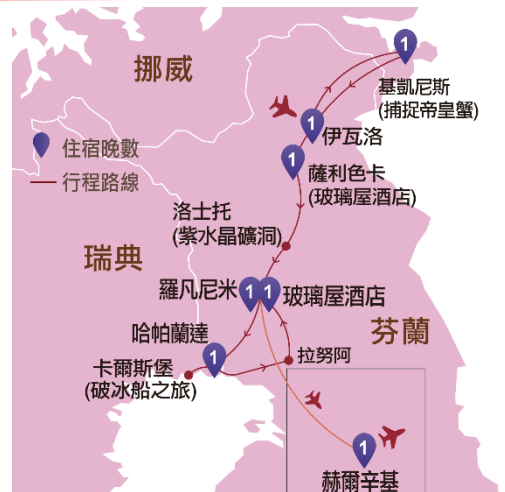 挪威
1
基凱尼斯
(捕捉帝皇蟹)
1
伊瓦洛
住宿晚數
行程路線
1
薩利色卡
(玻璃屋酒店)
洛士托
(紫水晶礦洞)
瑞典
羅凡尼米
1
1
玻璃屋酒店
芬蘭
哈帕蘭達
1
卡爾斯堡
(破冰船之旅)
拉努阿
1
赫爾辛基